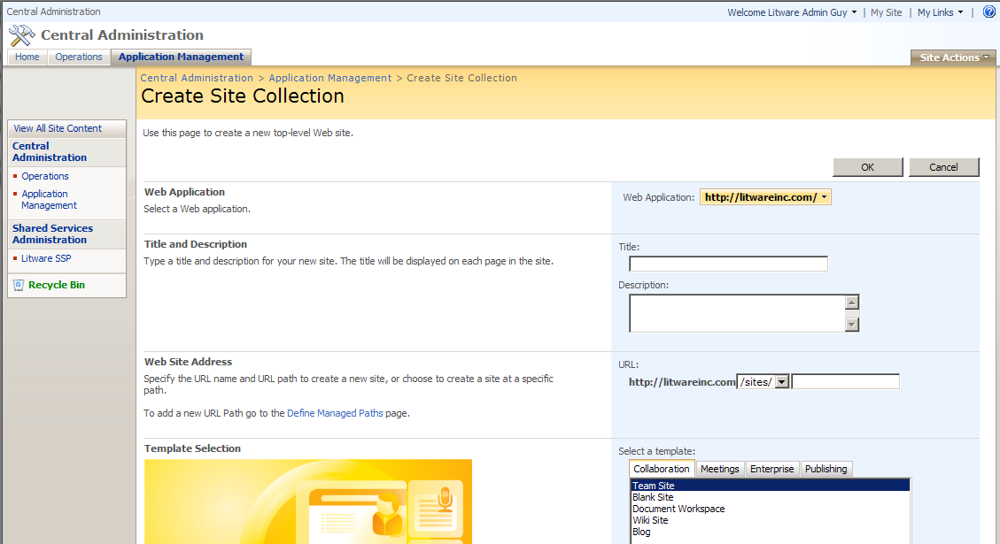 Central Administration
Welcome Litware Admin Guy
My Site
My Links
Central Administration
Home
Operations
Application Management
Site Actions
Central Administration > Application Management > Create Site Collection
Create Site Collection
View All Site Content
Central
Administration
Operations
Application
Management
Shared Services
Administration
Litware SSP
Recycle Bin
Use this page to create a new top-level Web site.
OK
Cancel
Web Application
Select a Web application.
Web Application: http://litwareinc.com/
Title and Description
Type a title and description for your new site. The title will be displayed on each page in the site.
Title:
Description:
Web Site Address
Specify the URL name and URL path to create a new site, or choose to create a site at a specific
path.
To add a new URL Path go to the Define Managed Paths page.
URL:
http://litwareinc.com /sites/
Template Selection
Select a template:
Collaboration
Meetings
Enterprise
Publishing
Team Site
Blank Site
Document Workspace
Wiki Site
Blog